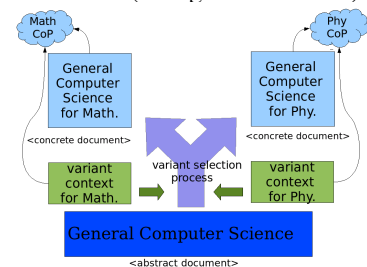 Math
CoP
Phy
CoP
General
Computer
Science
for Math.
General
Computer
Science
for Phy.
<concrete document>
<concrete document>
variant selection
process
variant
context
for Math.
variant
context
for Phy.
General Computer Science
<abstract document>